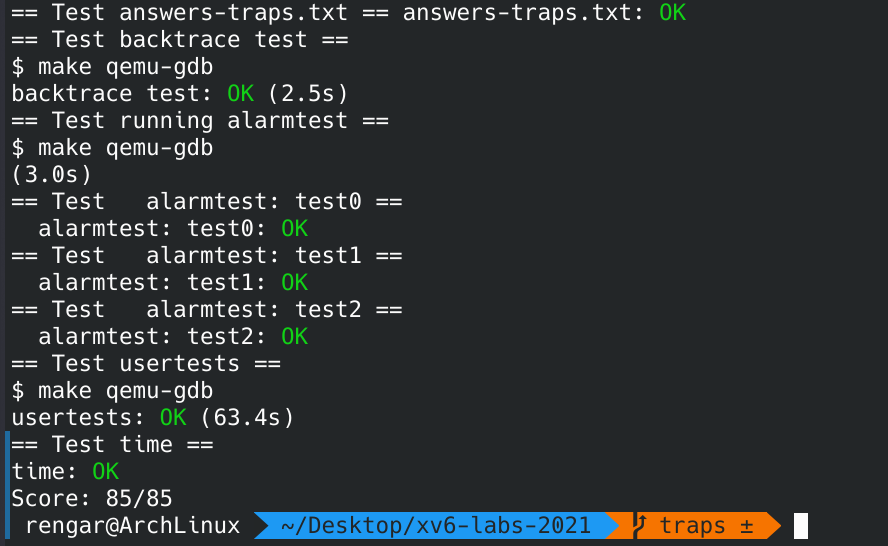 == Test answers-traps.txt == answers-traps.txt: OK
== Test backtrace test ==
$ make qemu-gdb
backtrace test: OK (2.5s)
== Test running alarmtest ==
$ make qemu-gdb
(3.0s)
== Test   alarmtest: test0 ==
  alarmtest: test0: OK
== Test   alarmtest: test1 ==
  alarmtest: test1: OK
== Test   alarmtest: test2 ==
  alarmtest: test2: OK
== Test usertests ==
$ make qemu-gdb
usertests: OK (63.4s)
== Test time ==
time: OK
Score: 85/85
rengar@ArchLinux ~/Desktop/xv6-labs-2021 traps ±